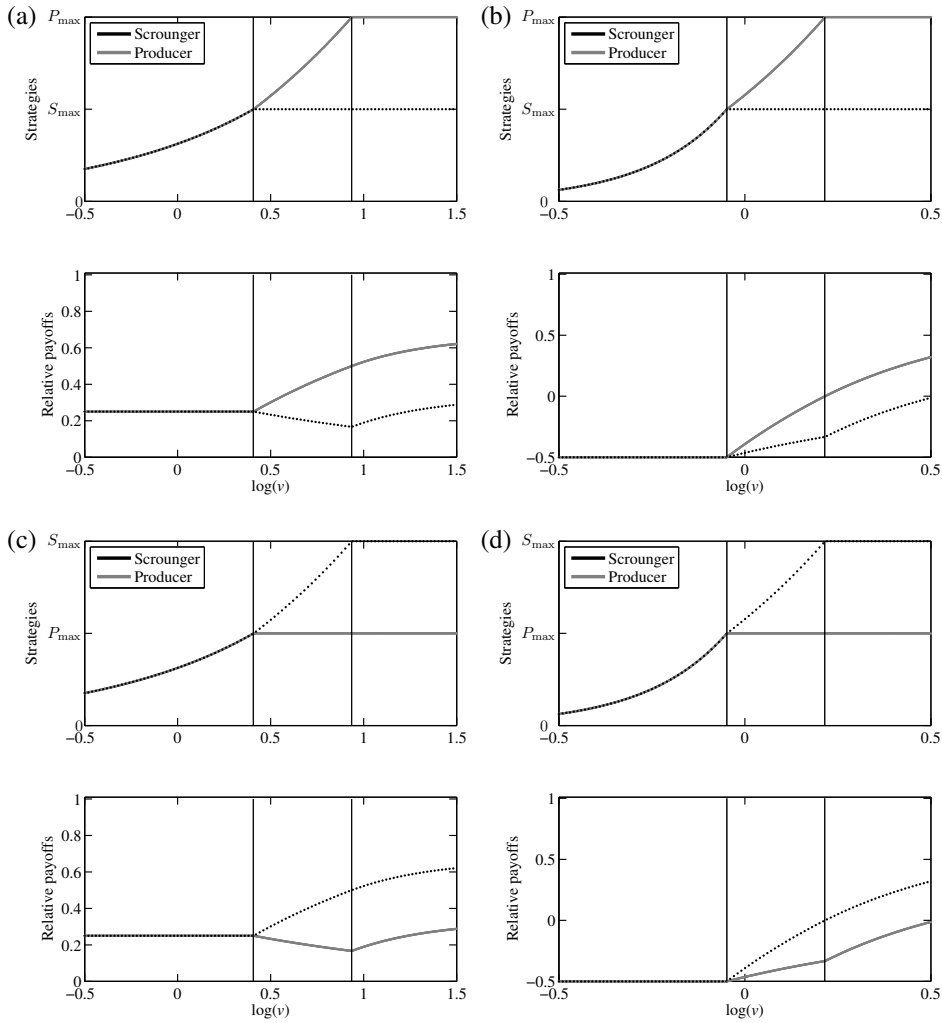 (a)
P_max
S_max
0
Strategies
Scrounger
Producer
−0.5 0 0.5 1 1.5
1
0.8
0.6
0.4
0.2
0
Relative payoffs
−0.5 0 0.5 1 1.5
log(v)
(b)
P_max
S_max
0
Strategies
Scrounger
Producer
−0.5 0 0.5
1
0.5
0
−0.5
Relative payoffs
−0.5 0 0.5
log(v)
(c)
S_max
P_max
0
Strategies
Scrounger
Producer
−0.5 0 0.5 1 1.5
1
0.8
0.6
0.4
0.2
0
Relative payoffs
−0.5 0 0.5 1 1.5
log(v)
(d)
S_max
P_max
0
Strategies
Scrounger
Producer
−0.5 0 0.5
1
0.5
0
−0.5
Relative payoffs
−0.5 0 0.5
log(v)